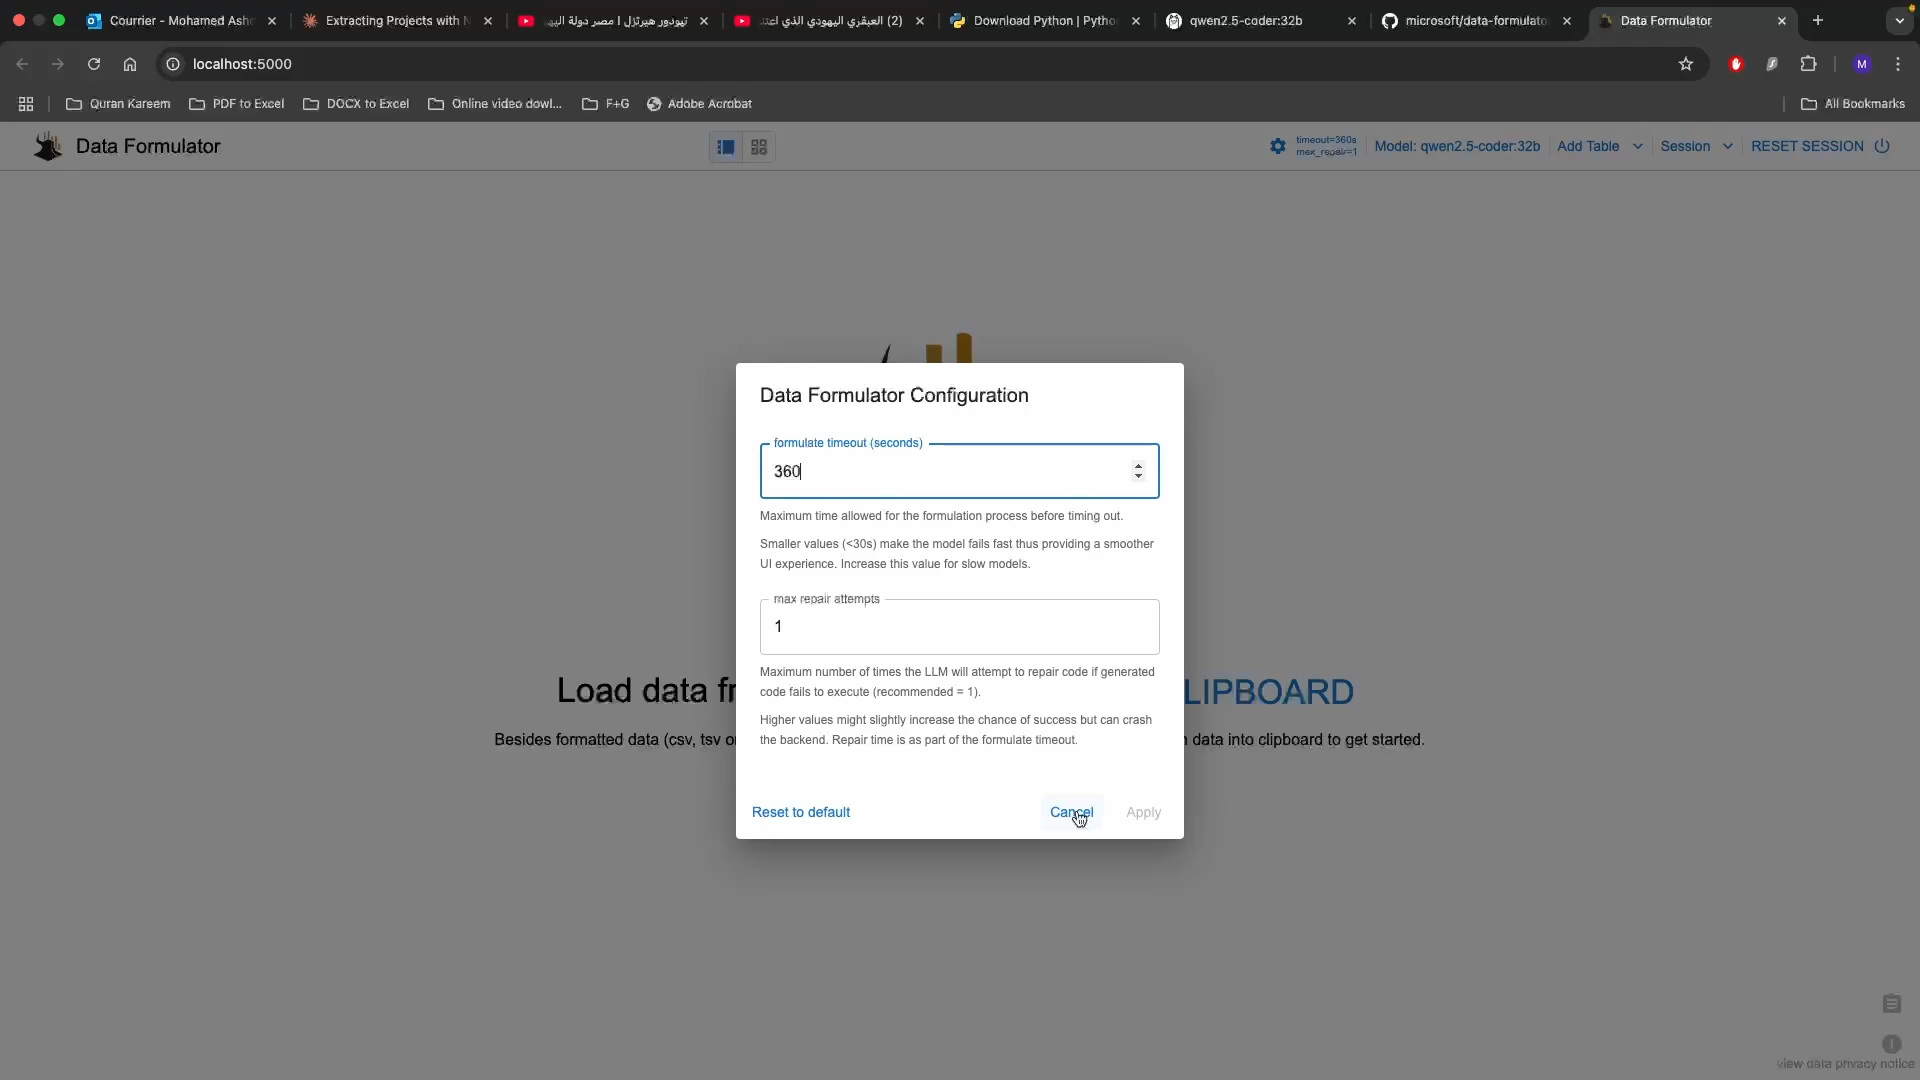 Courrier - Mohamed Ashr
Extracting Projects with N
تيودور هيرتزل | مصر دولة اليهـ
(2) العبقري اليهودي الذي اعتنـ
Download Python | Pytho
qwen2.5-coder:32b
microsoft/data-formulato
Data Formulator
localhost:5000
M
Quran Kareem
PDF to Excel
DOCX to Excel
Online video dowl...
F+G
Adobe Acrobat
All Bookmarks
Data Formulator
timeout=360s
max_repair=1
Model: qwen2.5-coder:32b
Add Table
Session
RESET SESSION
Data Formulator Configuration
formulate timeout (seconds)
360
Maximum time allowed for the formulation process before timing out.
Smaller values (<30s) make the model fails fast thus providing a smoother
UI experience. Increase this value for slow models.
max repair attempts
1
Maximum number of times the LLM will attempt to repair code if generated
code fails to execute (recommended = 1).
Higher values might slightly increase the chance of success but can crash
the backend. Repair time is as part of the formulate timeout.
Reset to default
Cancel
Apply
Load data fr
LIPBOARD
Besides formatted data (csv, tsv o
n data into clipboard to get started.
view data privacy notice